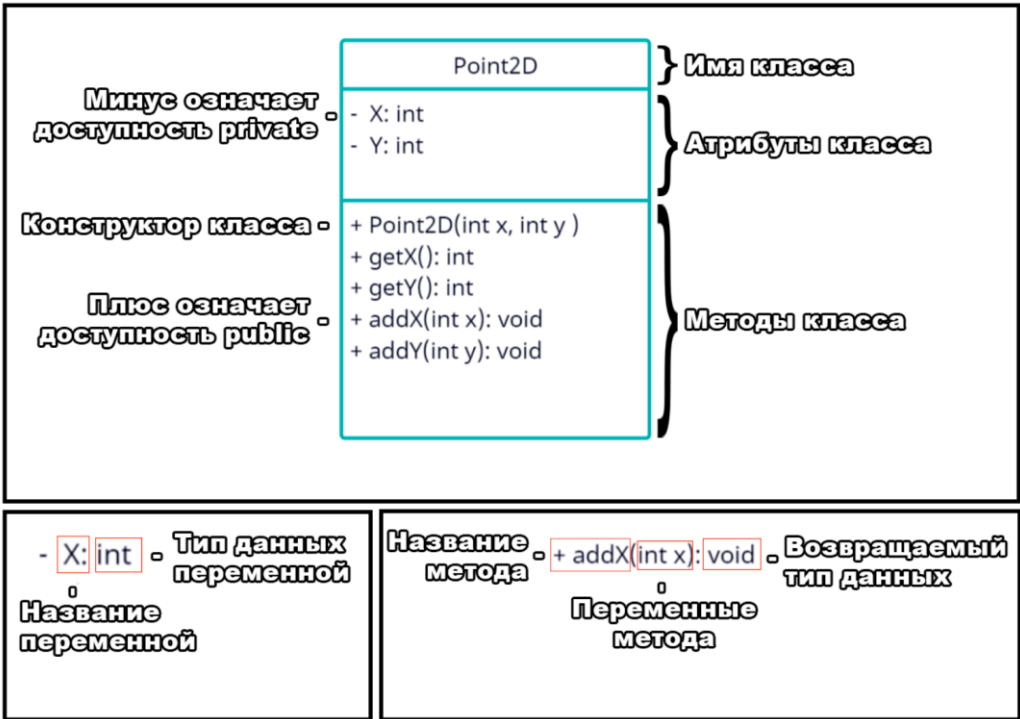 Point2D
Имя класса
Минус означает
доступность private -
- X: int
- Y: int
Атрибуты класса
Конструктор класса -
+ Point2D(int x, int y )
+ getX(): int
+ getY(): int
+ addX(int x): void
+ addY(int y): void
Плюс означает
доступность public -
Методы класса
- X: int - Тип данных
переменной
Название
переменной
Название
метода
- + addX(int x): void - Возвращаемый
тип данных
Переменные
метода